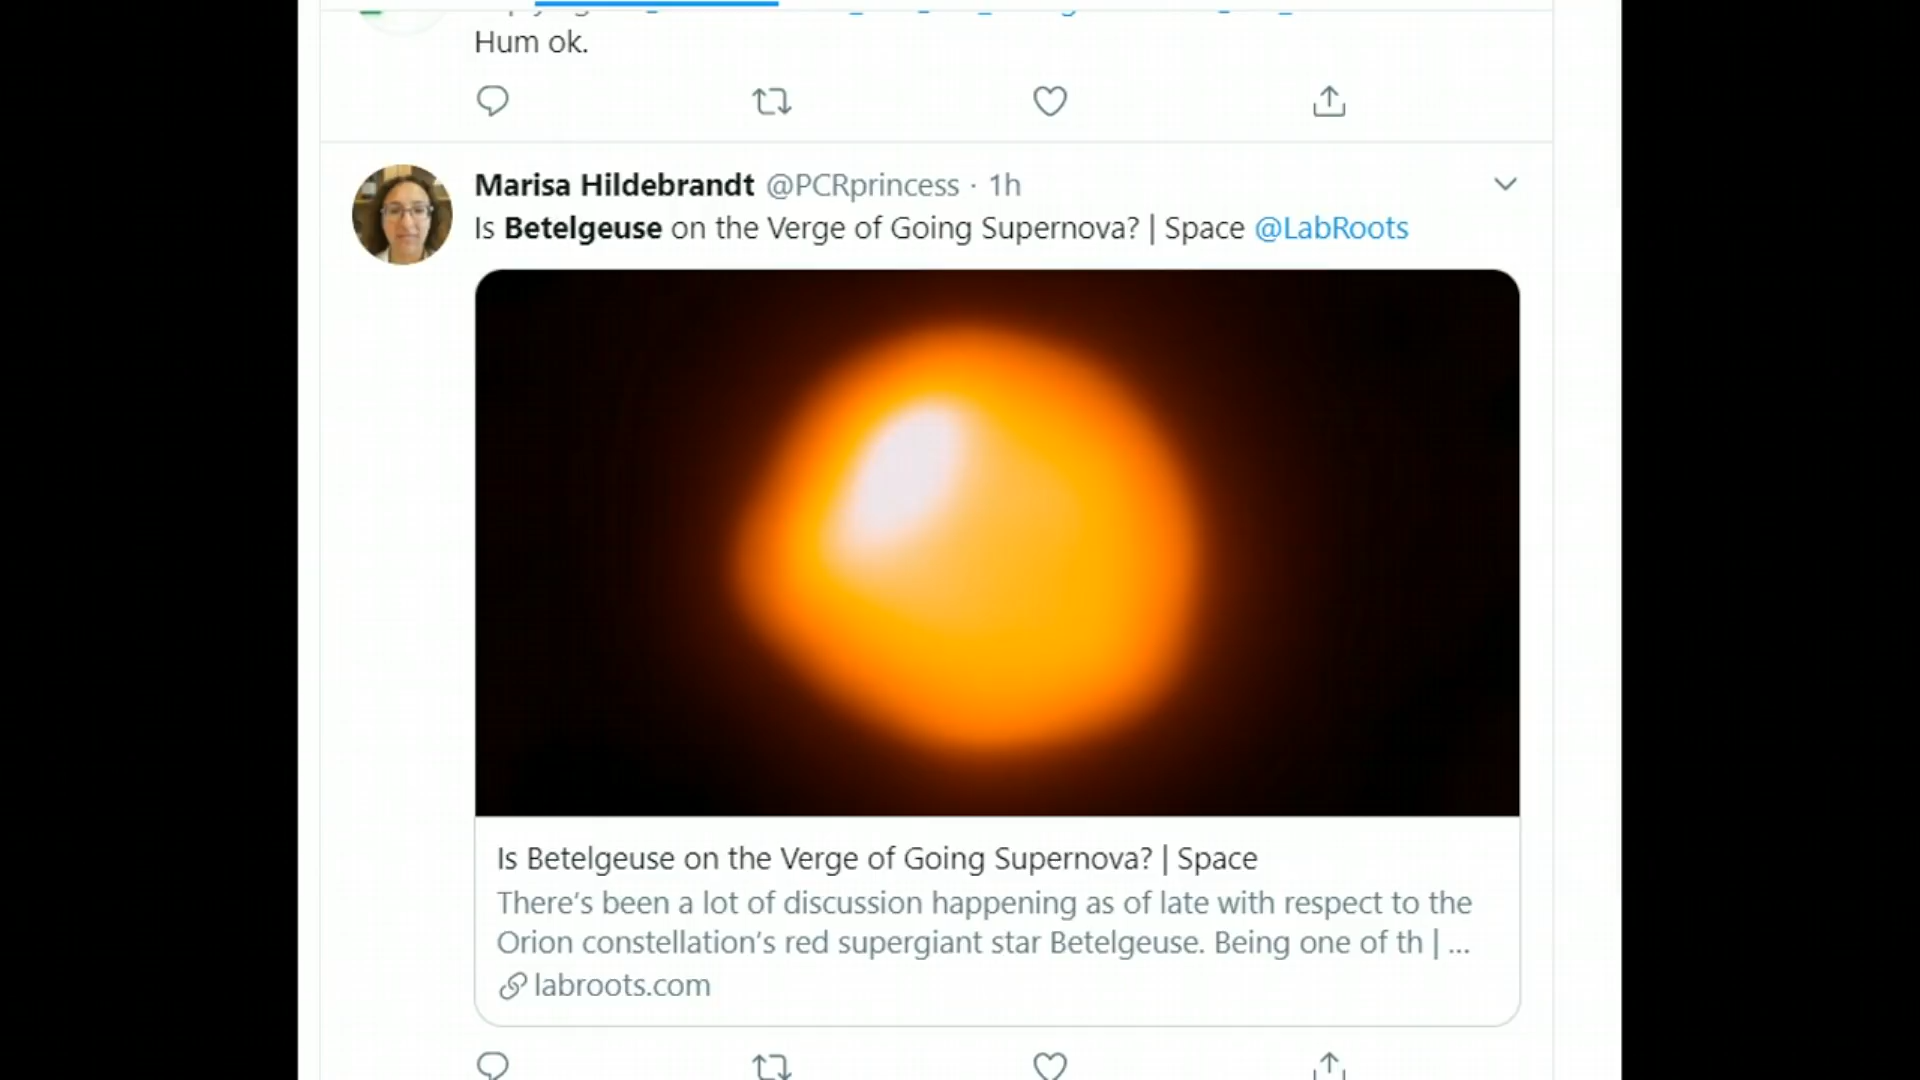 Hum ok.
Marisa Hildebrandt @PCRprincess · 1h
Is Betelgeuse on the Verge of Going Supernova? | Space @LabRoots
Is Betelgeuse on the Verge of Going Supernova? | Space
There's been a lot of discussion happening as of late with respect to the
Orion constellation's red supergiant star Betelgeuse. Being one of th | ...
labroots.com